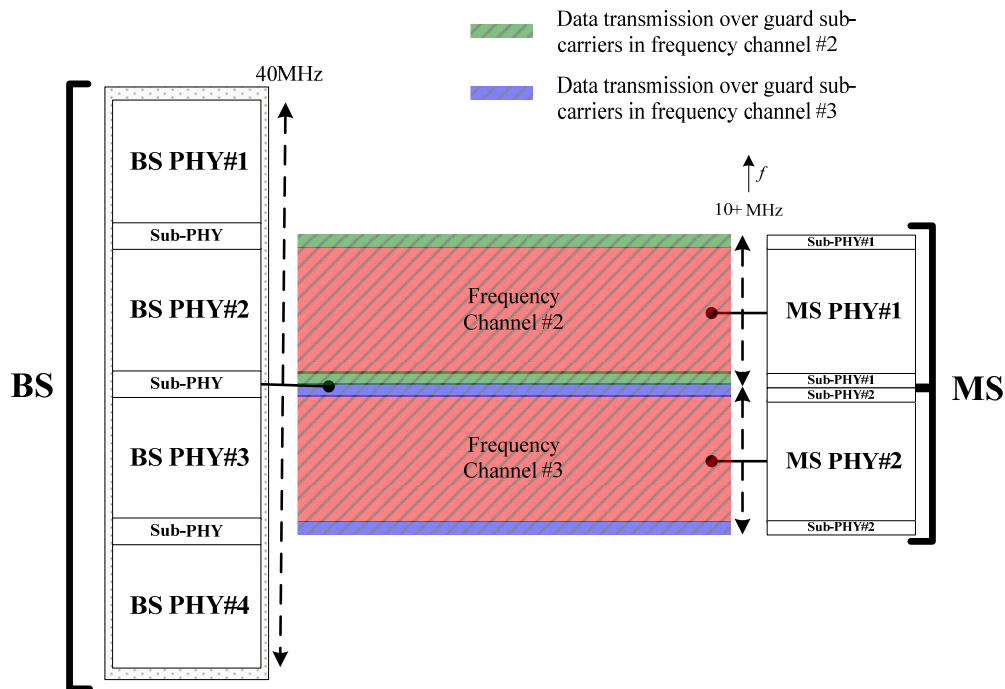 Data transmission over guard sub-
carriers in frequency channel #2
Data transmission over guard sub-
carriers in frequency channel #3
40MHz
f
10+ MHz
BS
BS PHY#1
Sub-PHY
BS PHY#2
Sub-PHY
BS PHY#3
Sub-PHY
BS PHY#4
Frequency
Channel #2
Frequency
Channel #3
Sub-PHY#1
MS PHY#1
Sub-PHY#1
Sub-PHY#2
MS PHY#2
Sub-PHY#2
MS